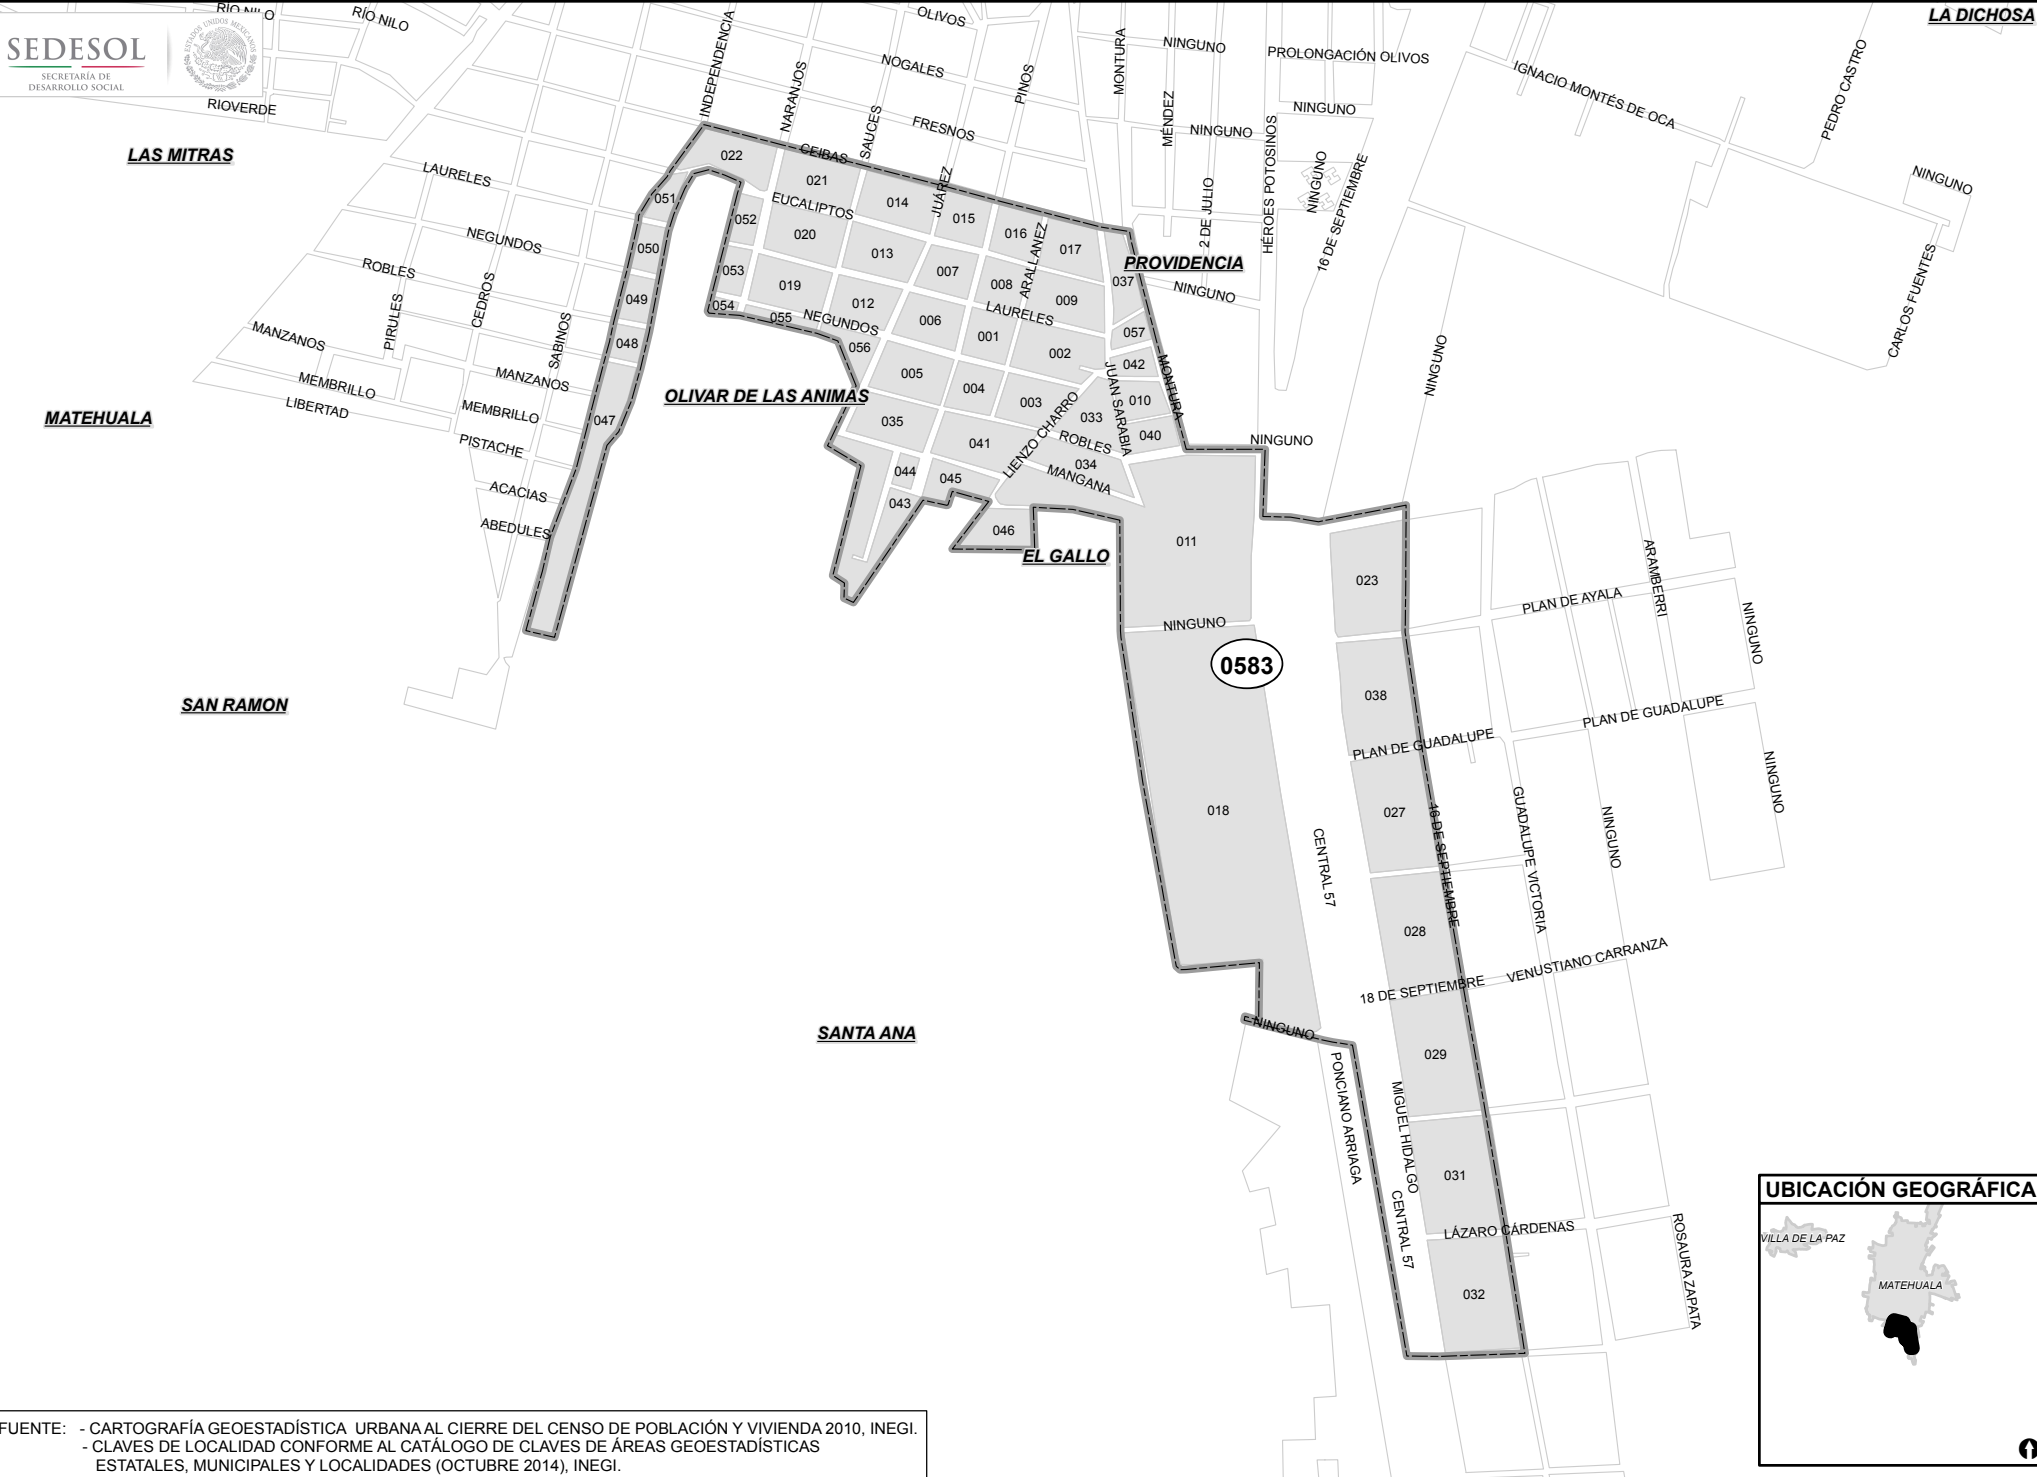 LA DICHOSA
SEDESOL
SECRETARÍA DE
DESARROLLO SOCIAL
ESTADOS UNIDOS MEXICANOS
RÍO NILO
RÍO NILO
RIOVERDE
INDEPENDENCIA
OLIVOS
NOGALES
NARANJOS
SAUCES
PINOS
FRESNOS
MONTURA
NINGUNO
PROLONGACIÓN OLIVOS
MÉNDEZ
NINGUNO
NINGUNO
HÉROES POTOSINOS
NINGUNO
16 DE SEPTIEMBRE
2 DE JULIO
IGNACIO MONTÉS DE OCA
PEDRO CASTRO
NINGUNO
CARLOS FUENTES
NINGUNO
LAS MITRAS
LAURELES
NEGUNDOS
ROBLES
PIRULES
CEDROS
SABINOS
MANZANOS
MEMBRILLO
LIBERTAD
MANZANOS
MEMBRILLO
PISTACHE
ACACIAS
ABEDULES
MATEHUALA
022
CEIBAS
021
051
014
JUÁREZ
015
EUCALIPTOS
052
020
016
ARALLANEZ
017
050
013
PROVIDENCIA
053
007
008
037
NINGUNO
019
049
012
009
054
055
NEGUNDOS
006
LAURELES
001
057
048
056
002
042
MONTURA
005
004
JUAN SARABIA
OLIVAR DE LAS ANIMAS
003
010
047
035
LIENZO CHARRO
033
040
041
ROBLES
034
NINGUNO
044
045
MANGANA
043
046
EL GALLO
011
023
PLAN DE AYALA
ARAMBERRI
NINGUNO
NINGUNO
0583
038
SAN RAMON
PLAN DE GUADALUPE
PLAN DE GUADALUPE
NINGUNO
018
027
16 DE SEPTIEMBRE
GUADALUPE VICTORIA
NINGUNO
CENTRAL 57
028
VENUSTIANO CARRANZA
18 DE SEPTIEMBRE
SANTA ANA
NINGUNO
029
PONCIANO ARRIAGA
MIGUEL HIDALGO
031
CENTRAL 57
LÁZARO CÁRDENAS
ROSAURA ZAPATA
032
UBICACIÓN GEOGRÁFICA
VILLA DE LA PAZ
MATEHUALA
FUENTE: - CARTOGRAFÍA GEOESTADÍSTICA URBANA AL CIERRE DEL CENSO DE POBLACIÓN Y VIVIENDA 2010, INEGI.
- CLAVES DE LOCALIDAD CONFORME AL CATÁLOGO DE CLAVES DE ÁREAS GEOESTADÍSTICAS
ESTATALES, MUNICIPALES Y LOCALIDADES (OCTUBRE 2014), INEGI.